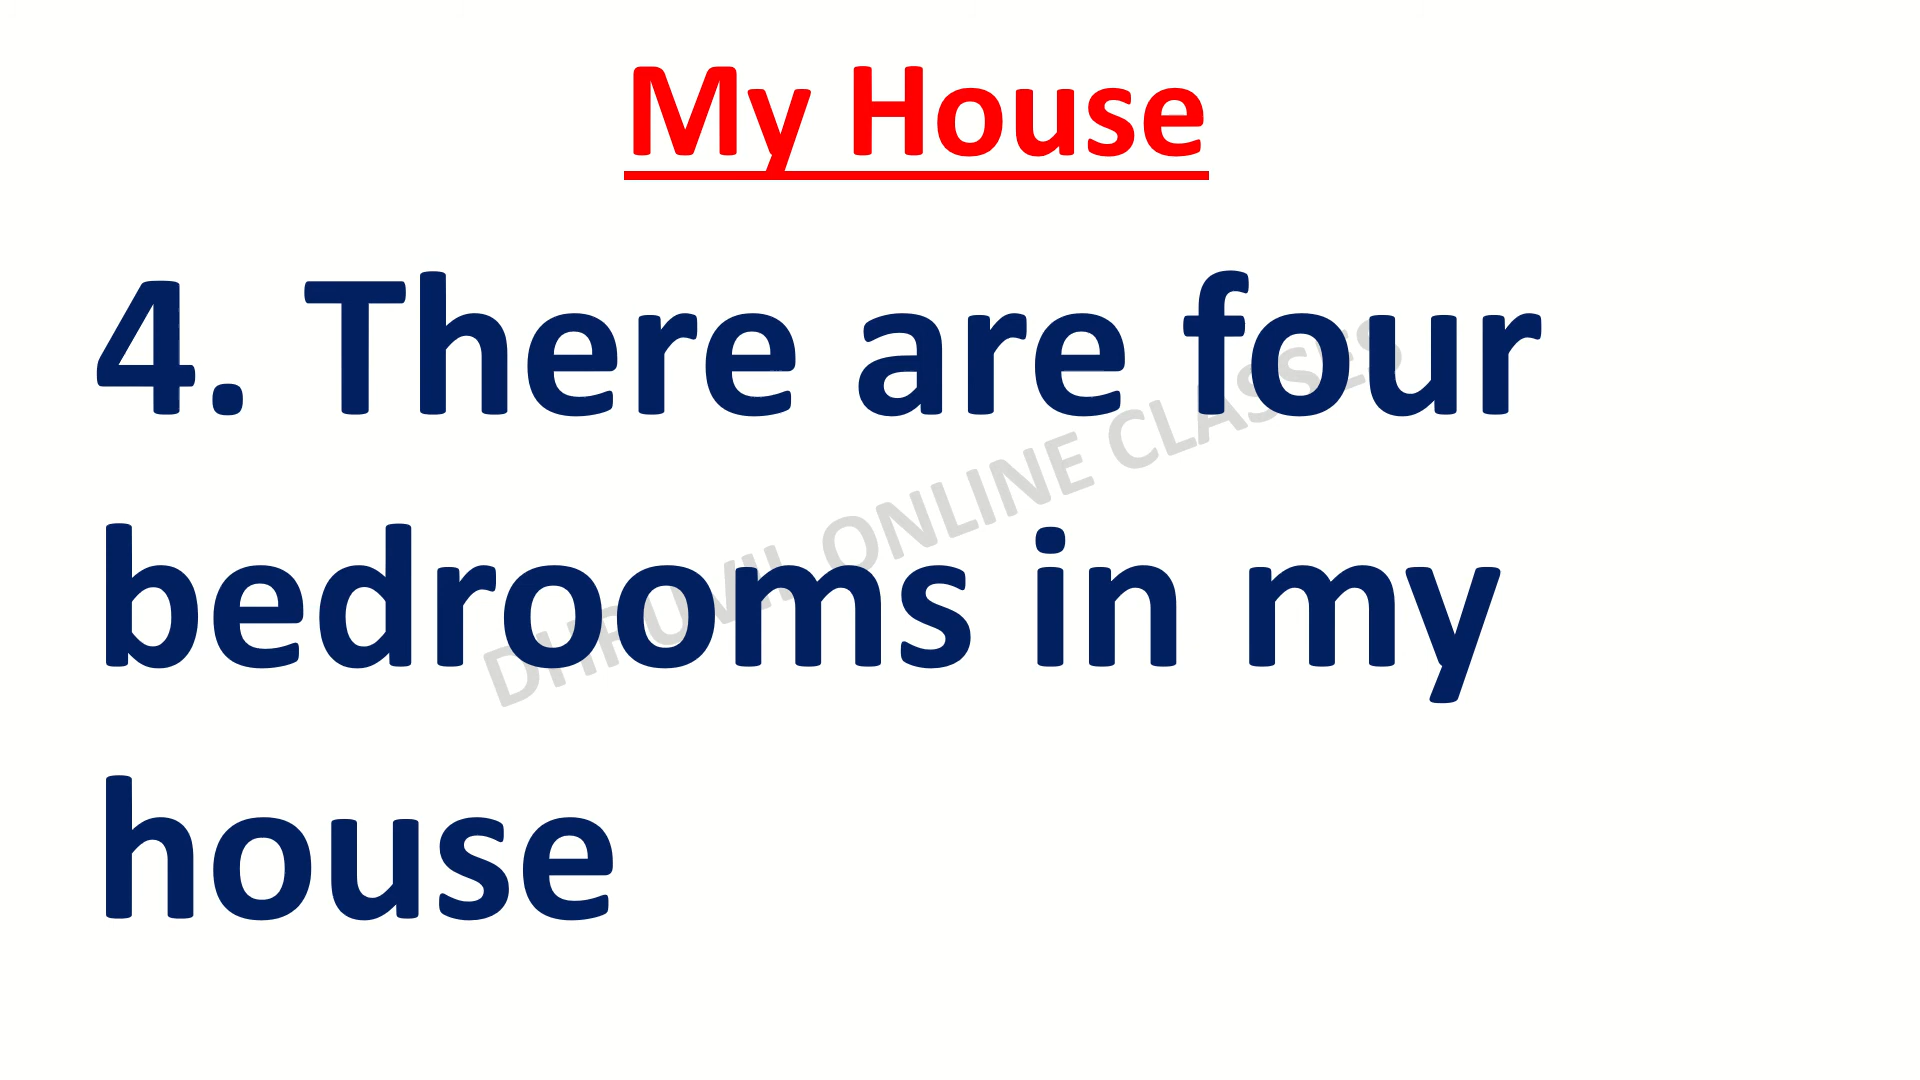 My House
4. There are four
bedrooms in my
house
ONLINE CLASSES